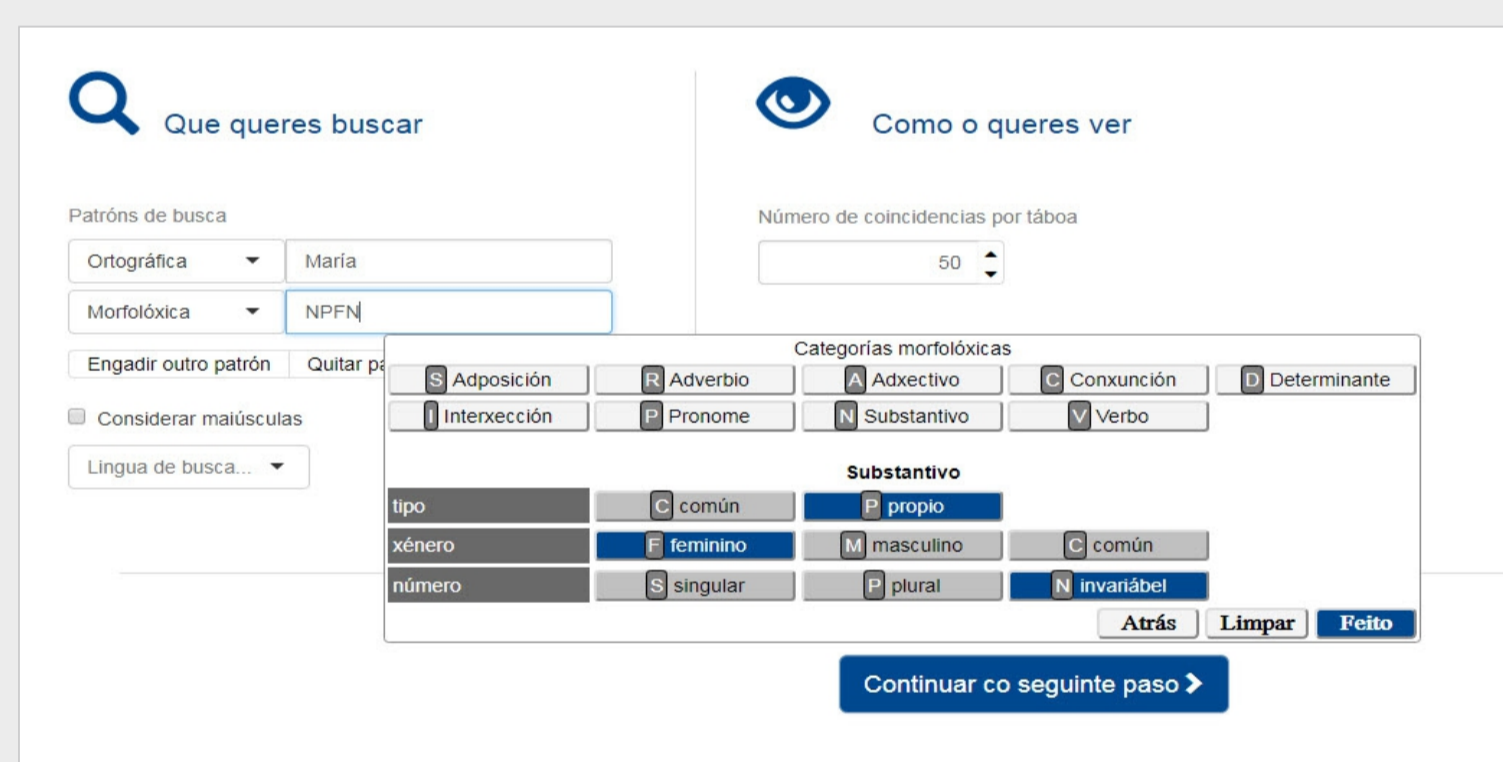 Que queres buscar
Como o queres ver
Patróns de busca
Número de coincidencias por táboa
Ortográfica María
50
Morfolóxica NPFN
Engadir outro patrón Quitar pa
Considerar maiúsculas
Lingua de busca...
Categorías morfolóxicas
S Adposición R Adverbio A Adxectivo C Conxunción D Determinante
I Interxección P Pronome N Substantivo V Verbo
Substantivo
tipo C común P propio
xénero F feminino M masculino C común
número S singular P plural N invariábel
Atrás Limpar Feito
Continuar co seguinte paso